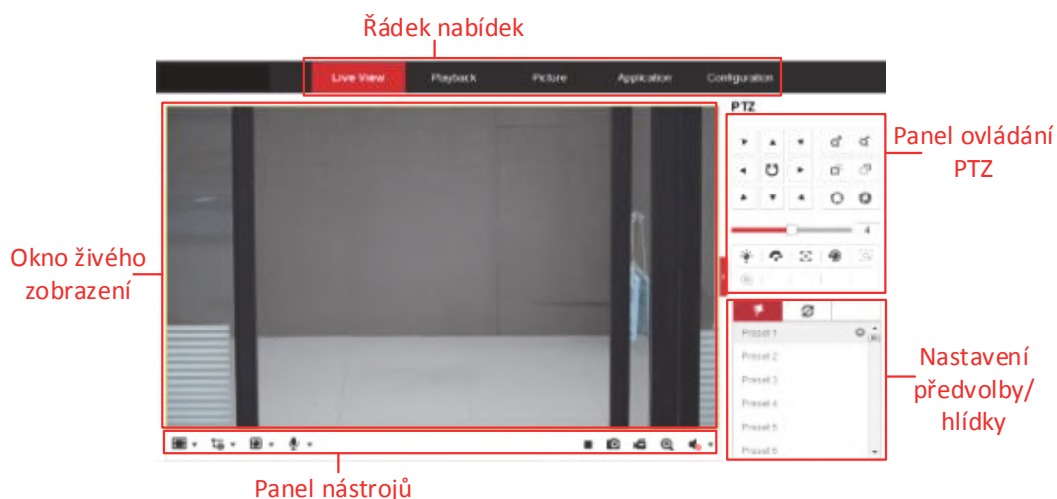 Řádek nabídek
Live View Playback Picture Application Configuration
PTZ
Panel ovládání
PTZ
4
Okno živého
zobrazení
Preset 1
Preset 2
Preset 3
Preset 4
Preset 5
Preset 6
Nastavení
předvolby/
hlídky
Panel nástrojů